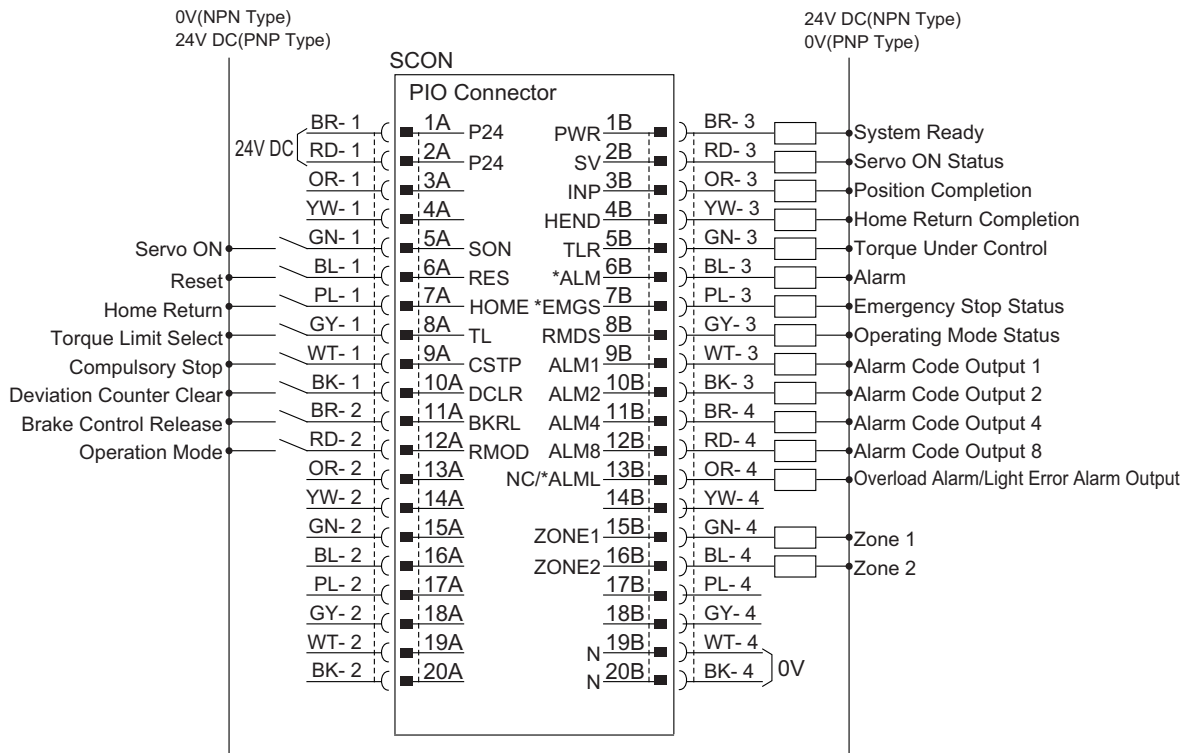 0V(NPN Type)
24V DC(PNP Type)
24V DC(NPN Type)
0V(PNP Type)
SCON
PIO Connector
24V DC
BR- 1 1A P24 PWR 1B BR- 3 System Ready
RD- 1 2A P24 SV 2B RD- 3 Servo ON Status
OR- 1 3A INP 3B OR- 3 Position Completion
YW- 1 4A HEND 4B YW- 3 Home Return Completion
Servo ON GN- 1 5A SON TLR 5B GN- 3 Torque Under Control
Reset BL- 1 6A RES *ALM 6B BL- 3 Alarm
Home Return PL- 1 7A HOME *EMGS 7B PL- 3 Emergency Stop Status
Torque Limit Select GY- 1 8A TL RMDS 8B GY- 3 Operating Mode Status
Compulsory Stop WT- 1 9A CSTP ALM1 9B WT- 3 Alarm Code Output 1
Deviation Counter Clear BK- 1 10A DCLR ALM2 10B BK- 3 Alarm Code Output 2
Brake Control Release BR- 2 11A BKRL ALM4 11B BR- 4 Alarm Code Output 4
Operation Mode RD- 2 12A RMOD ALM8 12B RD- 4 Alarm Code Output 8
OR- 2 13A NC/*ALML 13B OR- 4 Overload Alarm/Light Error Alarm Output
YW- 2 14A 14B YW- 4
GN- 2 15A ZONE1 15B GN- 4 Zone 1
BL- 2 16A ZONE2 16B BL- 4 Zone 2
PL- 2 17A 17B PL- 4
GY- 2 18A 18B GY- 4
WT- 2 19A N 19B WT- 4
BK- 2 20A N 20B BK- 4
0V